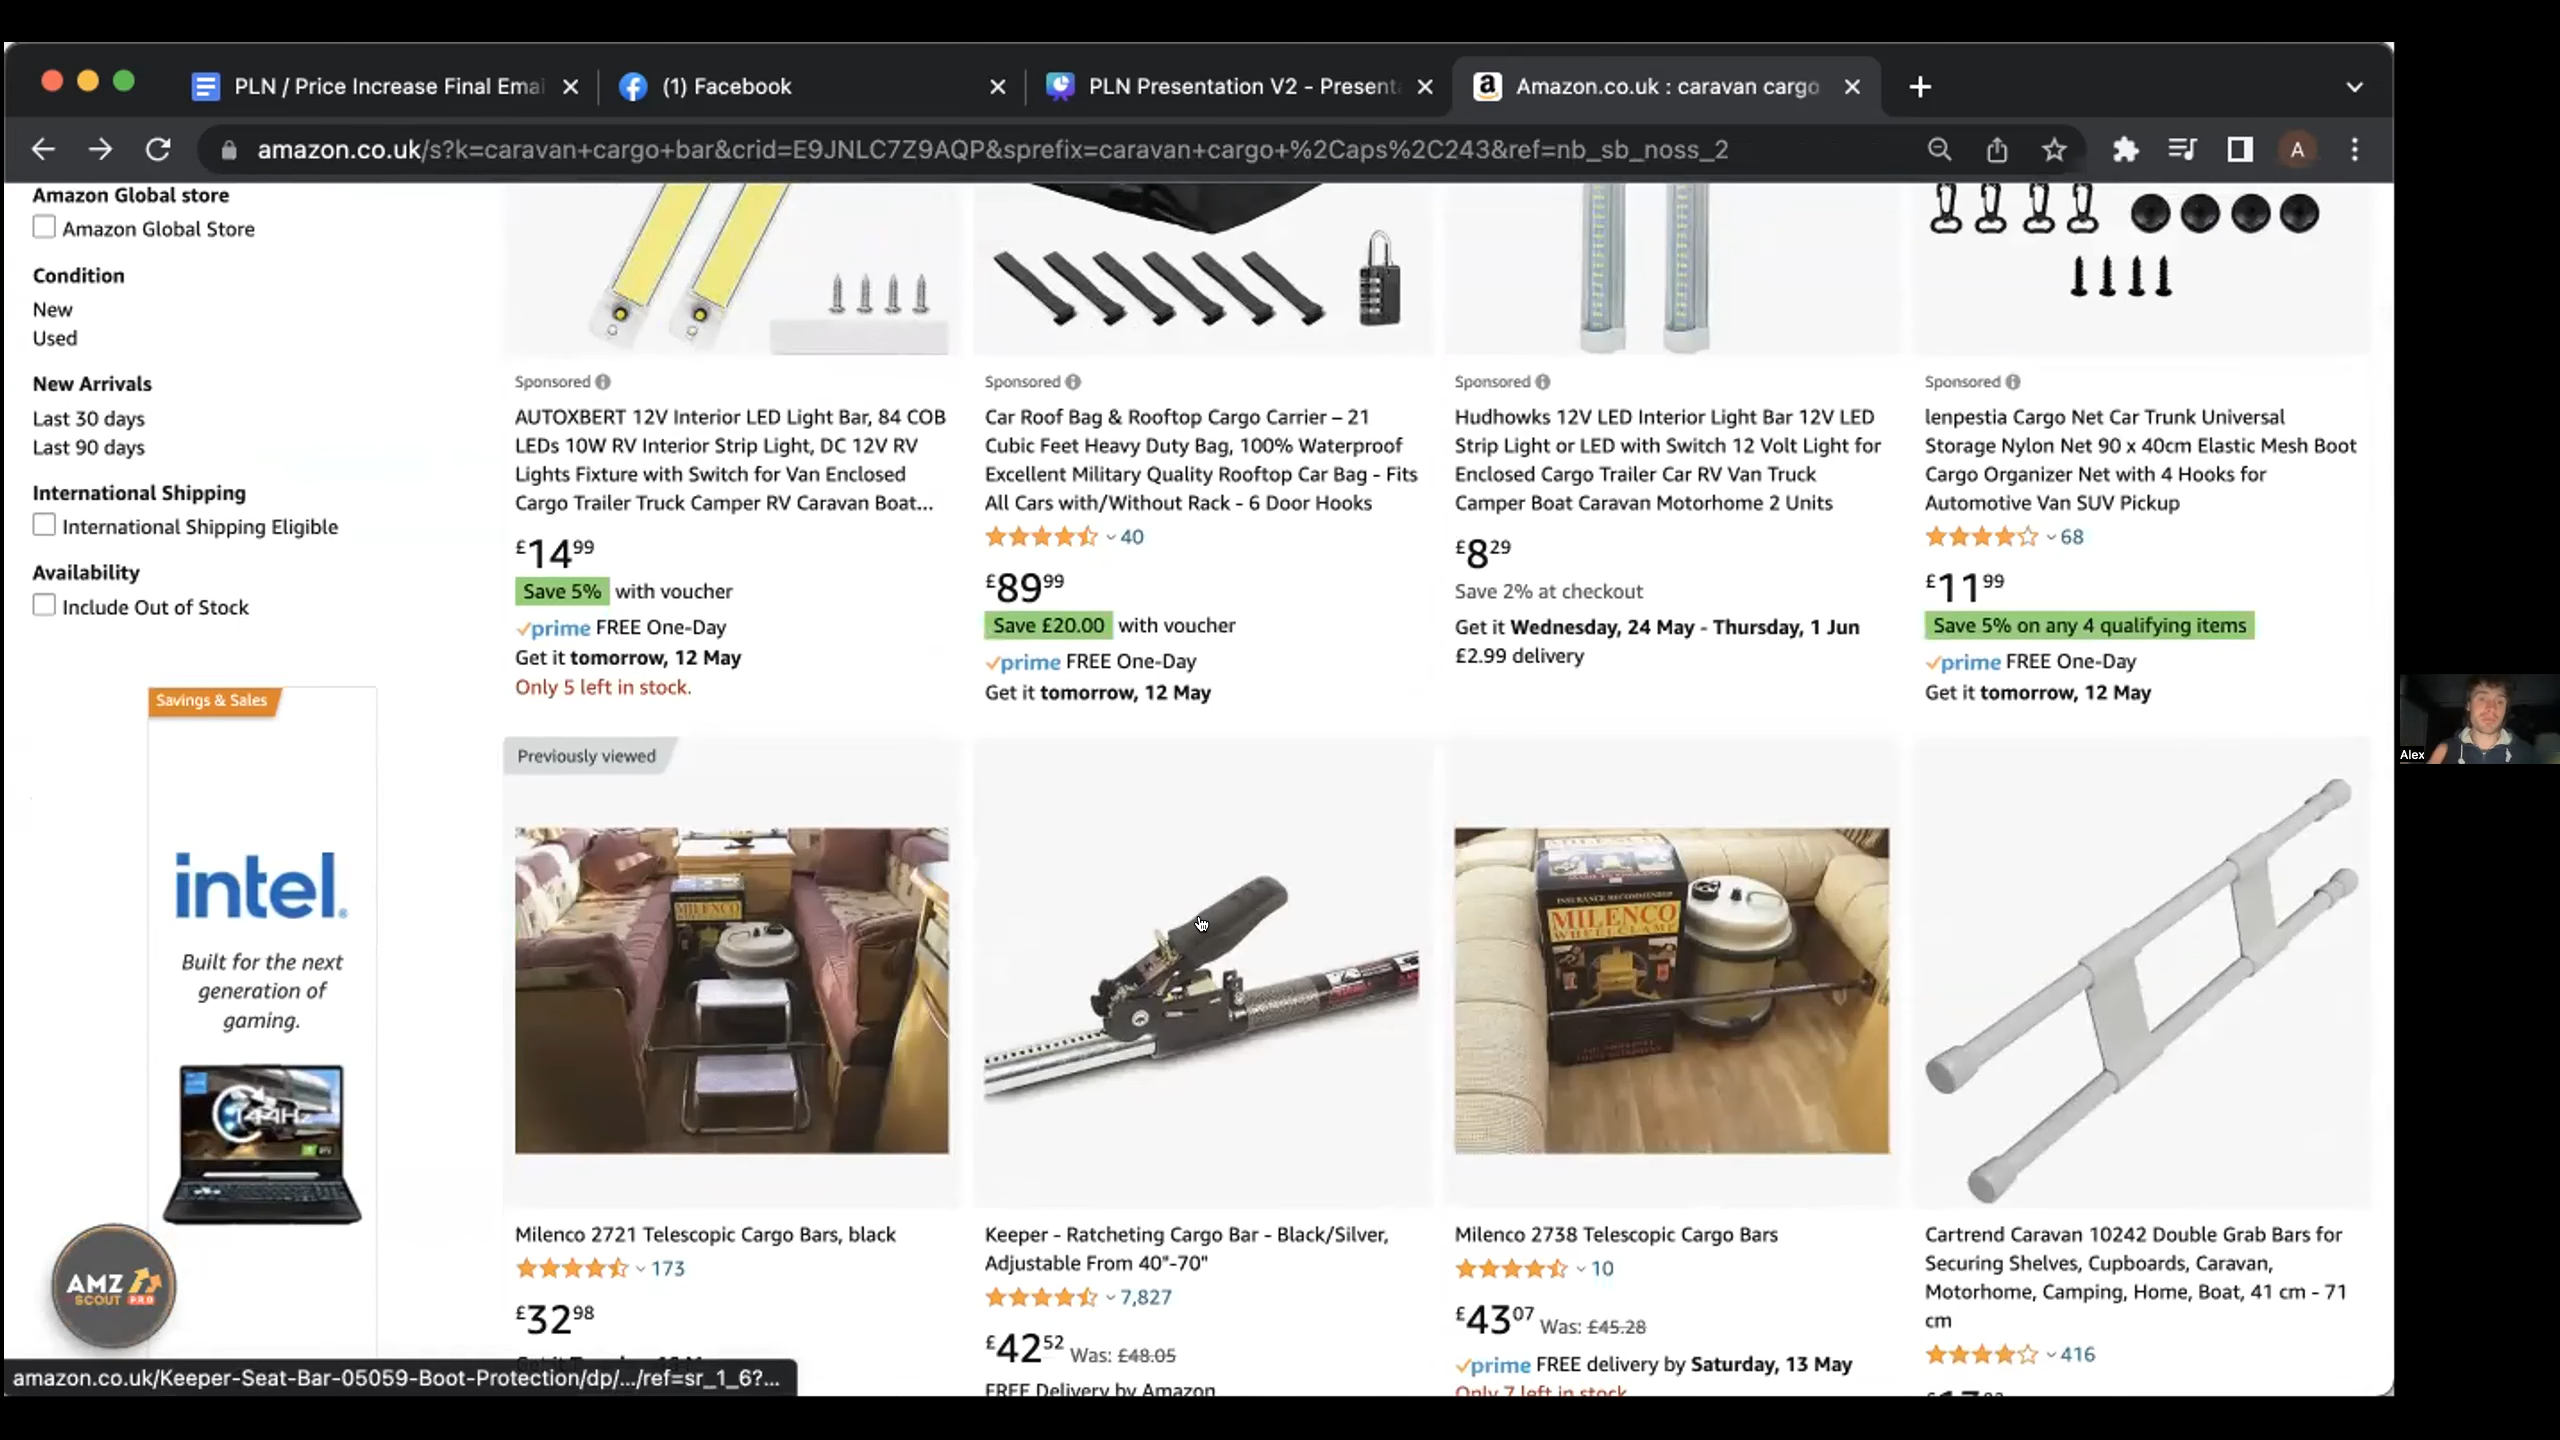 PLN / Price Increase Final Emai
(1) Facebook
PLN Presentation V2 - Present
Amazon.co.uk : caravan cargo
amazon.co.uk/s?k=caravan+cargo+bar&crid=E9JNLC7Z9AQP&sprefix=caravan+cargo+%2Caps%2C243&ref=nb_sb_noss_2
A
Amazon Global store
Amazon Global Store
Condition
New
Used
New Arrivals
Last 30 days
Last 90 days
International Shipping
International Shipping Eligible
Availability
Include Out of Stock
Savings & Sales
intel.
Built for the next
generation of
gaming.
144Hz
AMZ
SCOUT PRO
Sponsored
AUTOXBERT 12V Interior LED Light Bar, 84 COB
LEDs 10W RV Interior Strip Light, DC 12V RV
Lights Fixture with Switch for Van Enclosed
Cargo Trailer Truck Camper RV Caravan Boat...
£14.99
Save 5% with voucher
prime FREE One-Day
Get it tomorrow, 12 May
Only 5 left in stock.
Sponsored
Car Roof Bag & Rooftop Cargo Carrier – 21
Cubic Feet Heavy Duty Bag, 100% Waterproof
Excellent Military Quality Rooftop Car Bag - Fits
All Cars with/Without Rack - 6 Door Hooks
40
£89.99
Save £20.00 with voucher
prime FREE One-Day
Get it tomorrow, 12 May
Sponsored
Hudhowks 12V LED Interior Light Bar 12V LED
Strip Light or LED with Switch 12 Volt Light for
Enclosed Cargo Trailer Car RV Van Truck
Camper Boat Caravan Motorhome 2 Units
£8.29
Save 2% at checkout
Get it Wednesday, 24 May - Thursday, 1 Jun
£2.99 delivery
Sponsored
lenpestia Cargo Net Car Trunk Universal
Storage Nylon Net 90 x 40cm Elastic Mesh Boot
Cargo Organizer Net with 4 Hooks for
Automotive Van SUV Pickup
68
£11.99
Save 5% on any 4 qualifying items
prime FREE One-Day
Get it tomorrow, 12 May
Previously viewed
MILENCO
Milenco 2721 Telescopic Cargo Bars, black
173
£32.98
Keeper - Ratcheting Cargo Bar - Black/Silver,
Adjustable From 40"-70"
7,827
£42.52 Was: £48.05
FREE Delivery by Amazon
INSURANCE RECOMMENDED
MILENCO
WHEELCLAMP
Milenco 2738 Telescopic Cargo Bars
10
£43.07 Was: £45.28
prime FREE delivery by Saturday, 13 May
Only 7 left in stock
Cartrend Caravan 10242 Double Grab Bars for
Securing Shelves, Cupboards, Caravan,
Motorhome, Camping, Home, Boat, 41 cm - 71
cm
416
amazon.co.uk/Keeper-Seat-Bar-05059-Boot-Protection/dp/.../ref=sr_1_6?...
Alex